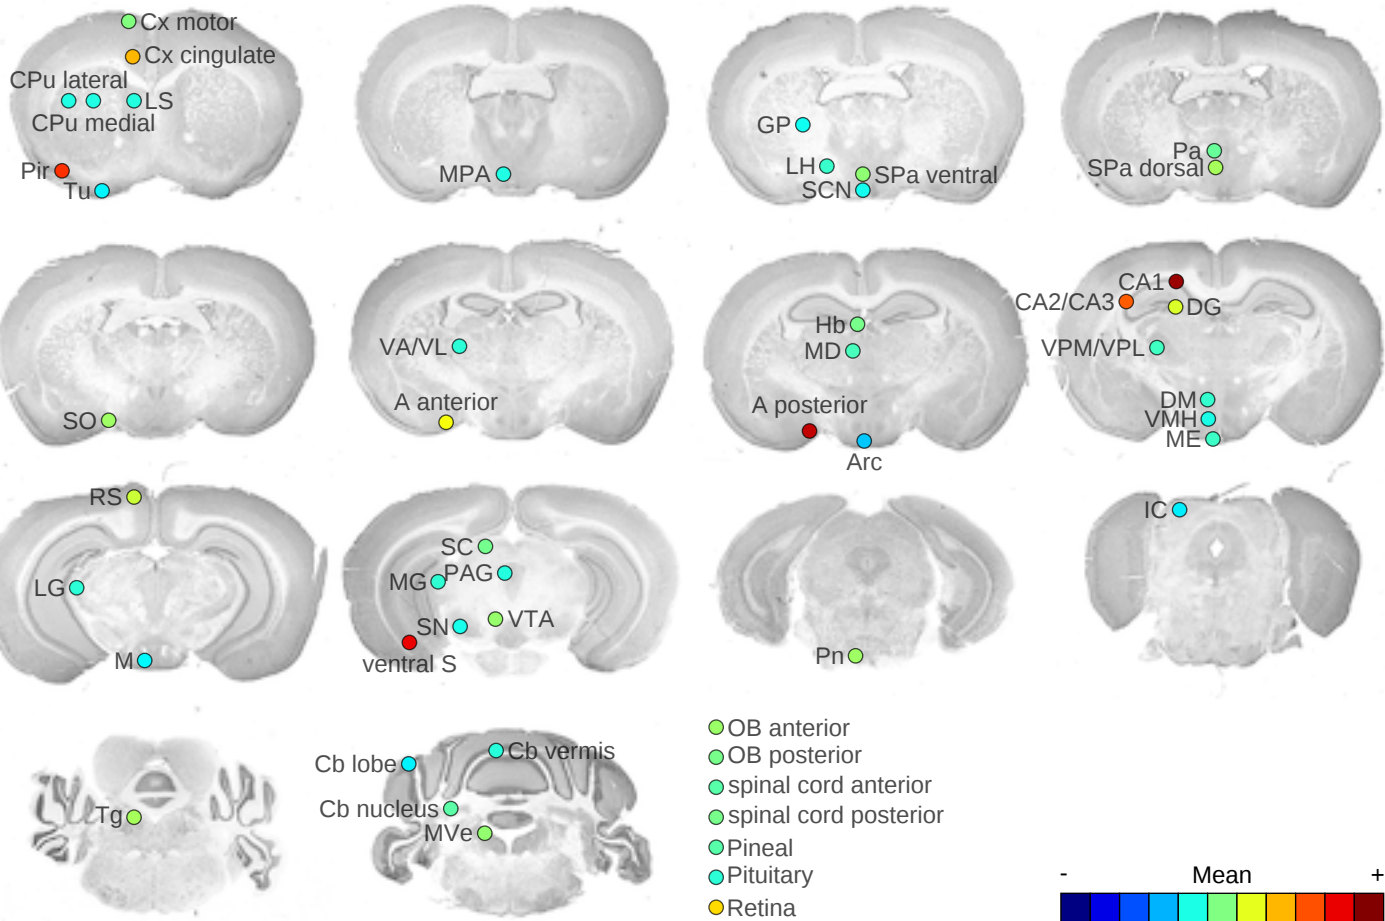 Cx motor
Cx cingulate
CPu lateral
LS
CPu medial
Pir
Tu
MPA
GP
LH
SPa ventral
SCN
Pa
SPa dorsal
SO
VA/VL
A anterior
Hb
MD
A posterior
Arc
CA1
CA2/CA3
DG
VPM/VPL
DM
VMH
ME
RS
LG
M
SC
MG
PAG
SN
VTA
ventral S
Pn
IC
Tg
Cb lobe
Cb vermis
Cb nucleus
MVe
OB anterior
OB posterior
spinal cord anterior
spinal cord posterior
Pineal
Pituitary
Retina
- Mean +